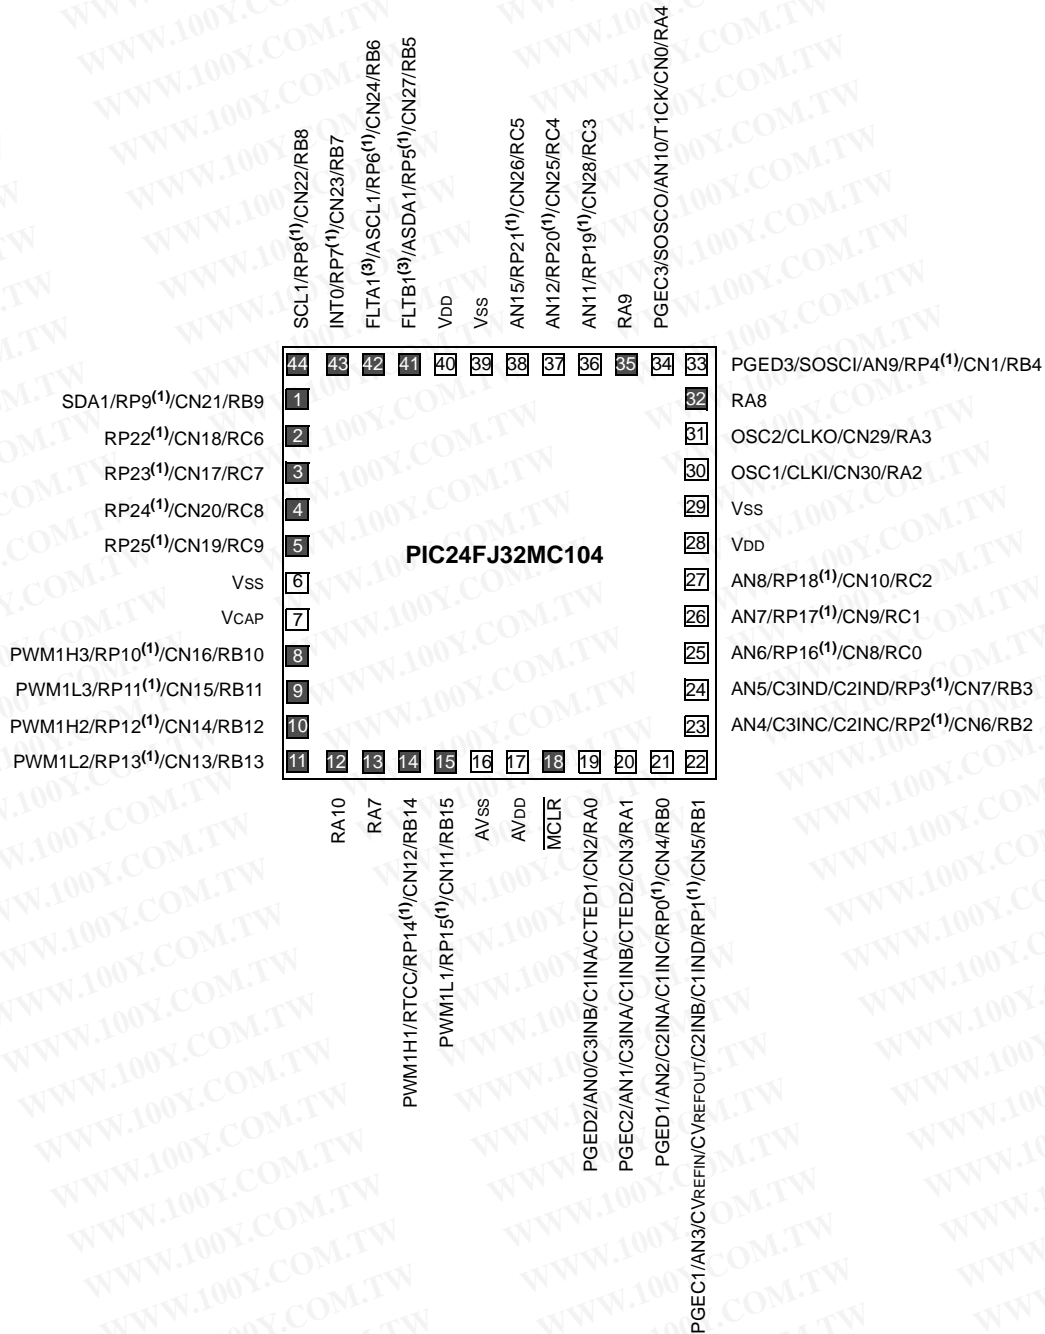 SCL1/RP8(1)/CN22/RB8
INT0/RP7(1)/CN23/RB7
FLTA1(3)/ASCL1/RP6(1)/CN24/RB6
FLTB1(3)/ASDA1/RP5(1)/CN27/RB5
VDD
VSS
AN15/RP21(1)/CN26/RC5
AN12/RP20(1)/CN25/RC4
AN11/RP19(1)/CN28/RC3
RA9
PGEC3/SOSCO/AN10/T1CK/CN0/RA4
44 43 42 41 40 39 38 37 36 35 34 33
PGED3/SOSCI/AN9/RP4(1)/CN1/RB4
SDA1/RP9(1)/CN21/RB9 1
32 RA8
RP22(1)/CN18/RC6 2
31 OSC2/CLKO/CN29/RA3
RP23(1)/CN17/RC7 3
30 OSC1/CLKI/CN30/RA2
RP24(1)/CN20/RC8 4
29 VSS
RP25(1)/CN19/RC9 5
PIC24FJ32MC104
28 VDD
VSS 6
27 AN8/RP18(1)/CN10/RC2
VCAP 7
26 AN7/RP17(1)/CN9/RC1
PWM1H3/RP10(1)/CN16/RB10 8
25 AN6/RP16(1)/CN8/RC0
PWM1L3/RP11(1)/CN15/RB11 9
24 AN5/C3IND/C2IND/RP3(1)/CN7/RB3
PWM1H2/RP12(1)/CN14/RB12 10
23 AN4/C3INC/C2INC/RP2(1)/CN6/RB2
PWM1L2/RP13(1)/CN13/RB13
11 12 13 14 15 16 17 18 19 20 21 22
RA10
RA7
PWM1H1/RTCC/RP14(1)/CN12/RB14
PWM1L1/RP15(1)/CN11/RB15
AVSS
AVDD
MCLR
PGED2/AN0/C3INB/C1INA/CTED1/CN2/RA0
PGEC2/AN1/C3INA/C1INB/CTED2/CN3/RA1
PGED1/AN2/C2INA/C1INC/RP0(1)/CN4/RB0
PGEC1/AN3/CVREFIN/CVREFOUT/C2INB/C1IND/RP1(1)/CN5/RB1
WWW.100Y.COM.TW